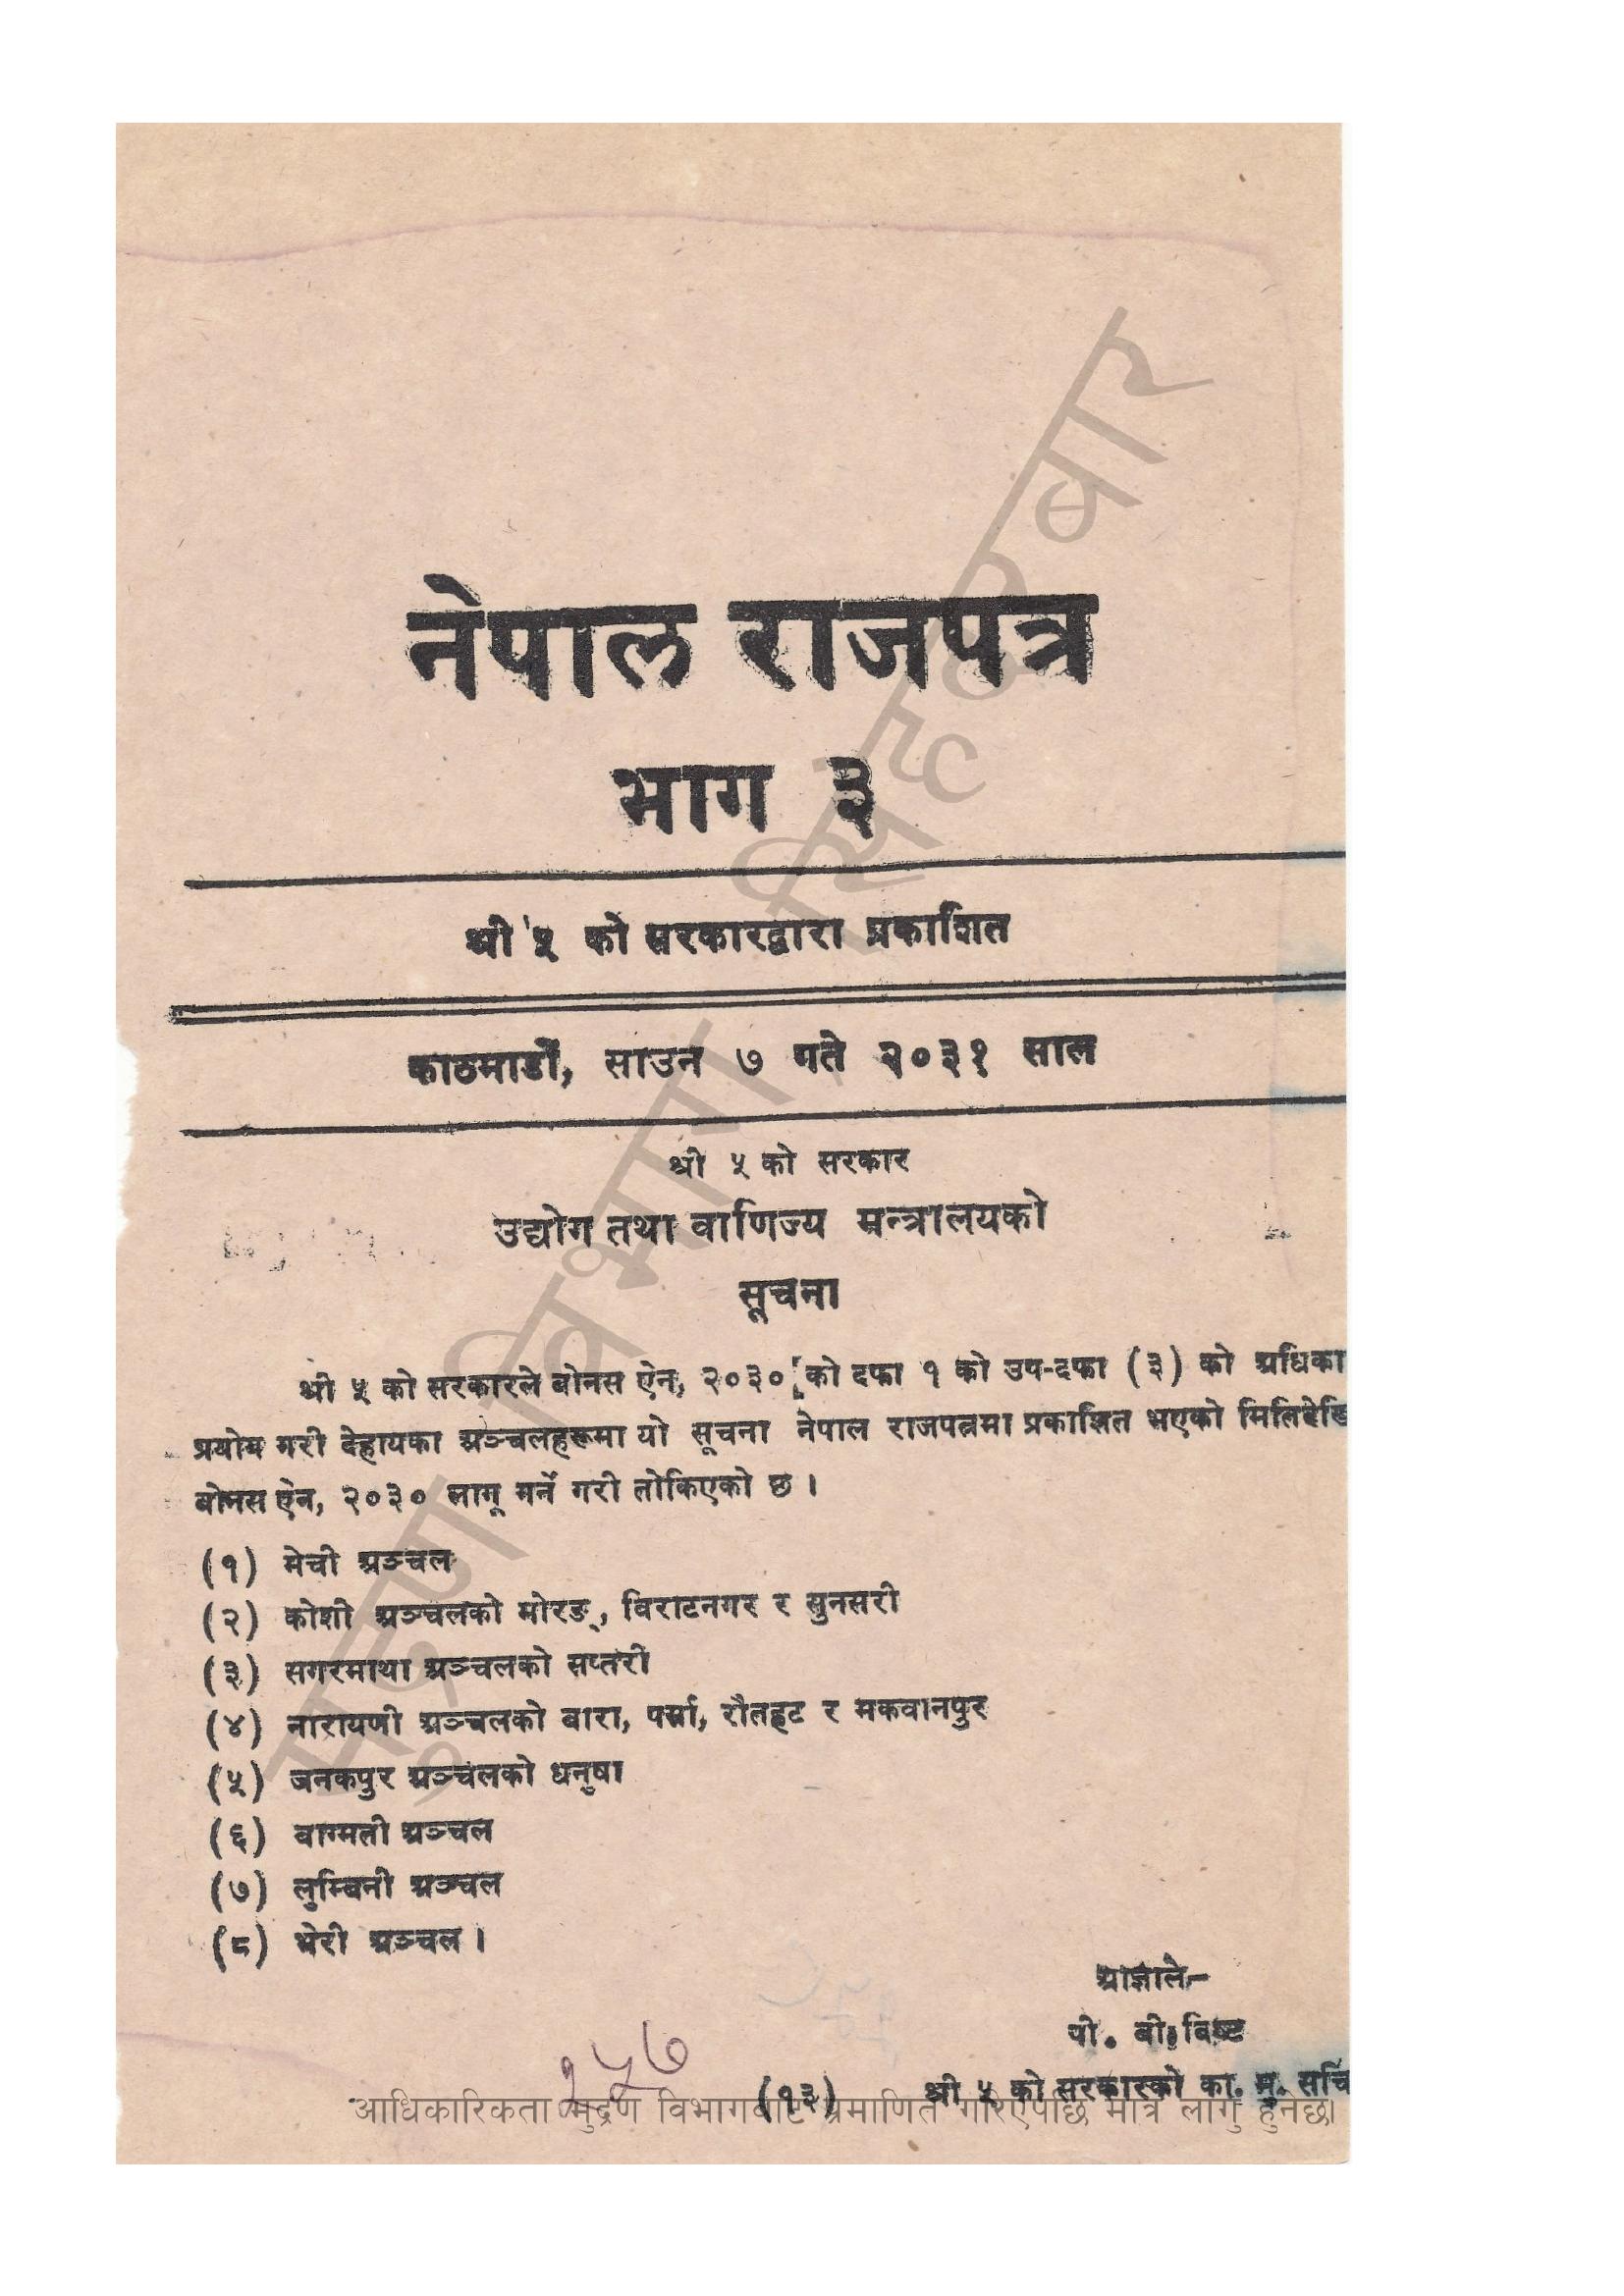 नेपाल राजपत्र
भाग ३
श्री ५ को सरकारद्वारा प्रकाशित
काठमाडौं, साउन ७ गते २०३१ साल
श्री ५ को सरकार
उद्योग तथा वाणिज्य मन्त्रालयको
सूचना
श्री ५ को सरकारले बोनस ऐन, २०३० को दफा १ को उप-दफा (३) को अधिका
प्रयोग गरी देहायका अञ्चलहरूमा यो सूचना नेपाल राजपत्रमा प्रकाशित भएको मितिदेखि
बोनस ऐन, २०३० लागू गर्ने गरी तोकिएको छ ।
(१) मेची अञ्चल
(२) कोशी अञ्चलको मोरङ्, विराटनगर र सुनसरी
(३) सगरमाथा अञ्चलको सप्तरी
(४) नारायणी अञ्चलको बारा, पर्सा, रौतहट र मकवानपुर
(५) जनकपुर अञ्चलको धनुषा
(६) वाग्मती अञ्चल
(७) लुम्बिनी अञ्चल
(८) भेरी अञ्चल ।
आज्ञाले–
पी. बी. विष्ट
(१३) श्री ५ को सरकारको का. मु. सचि
१५७
आधिकारिकता मुद्रण विभागबाट प्रमाणित गरिएपछि मात्र लागु हुनेछ।
मुद्रण विभाग, सिंहदरबार